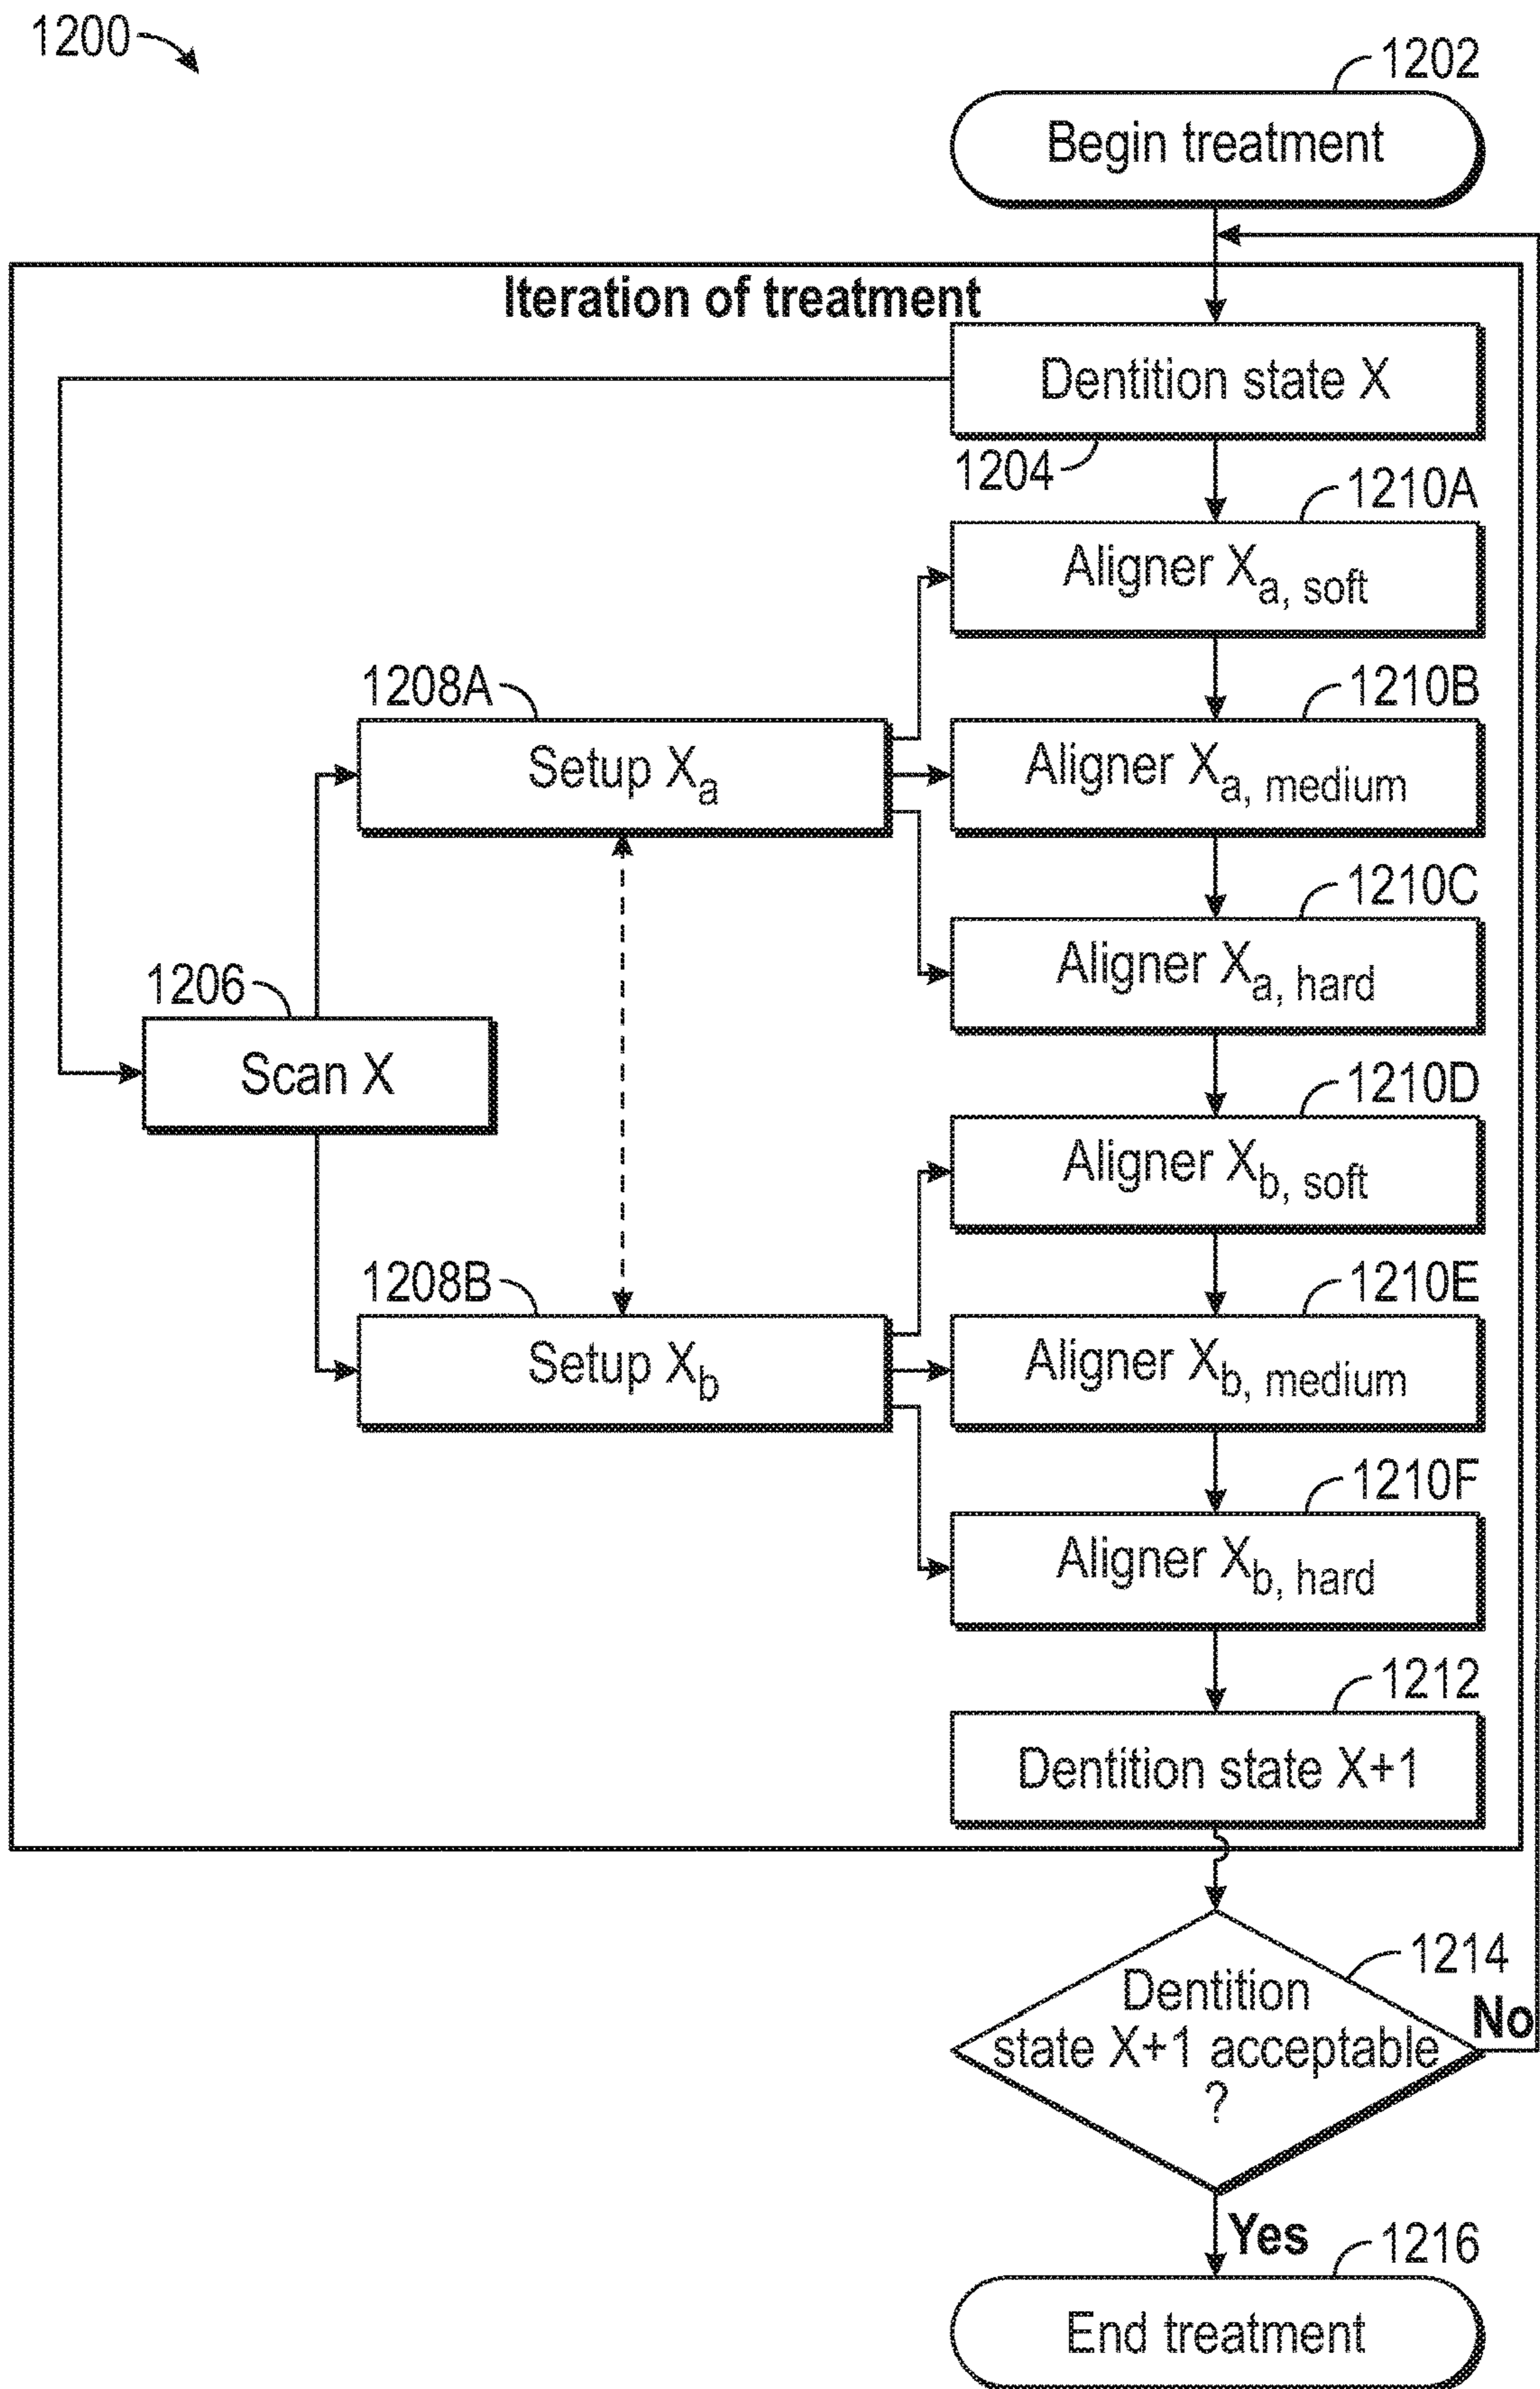 1200
1202
Begin treatment
Iteration of treatment
Dentition state X
1204
1210A
Aligner Xa, soft
1208A
1210B
Setup Xa
Aligner Xa, medium
1210C
Aligner Xa, hard
1206
Scan X
1210D
Aligner Xb, soft
1208B
1210E
Setup Xb
Aligner Xb, medium
1210F
Aligner Xb, hard
1212
Dentition state X+1
1214
Dentition
state X+1 acceptable
?
No
Yes
1216
End treatment